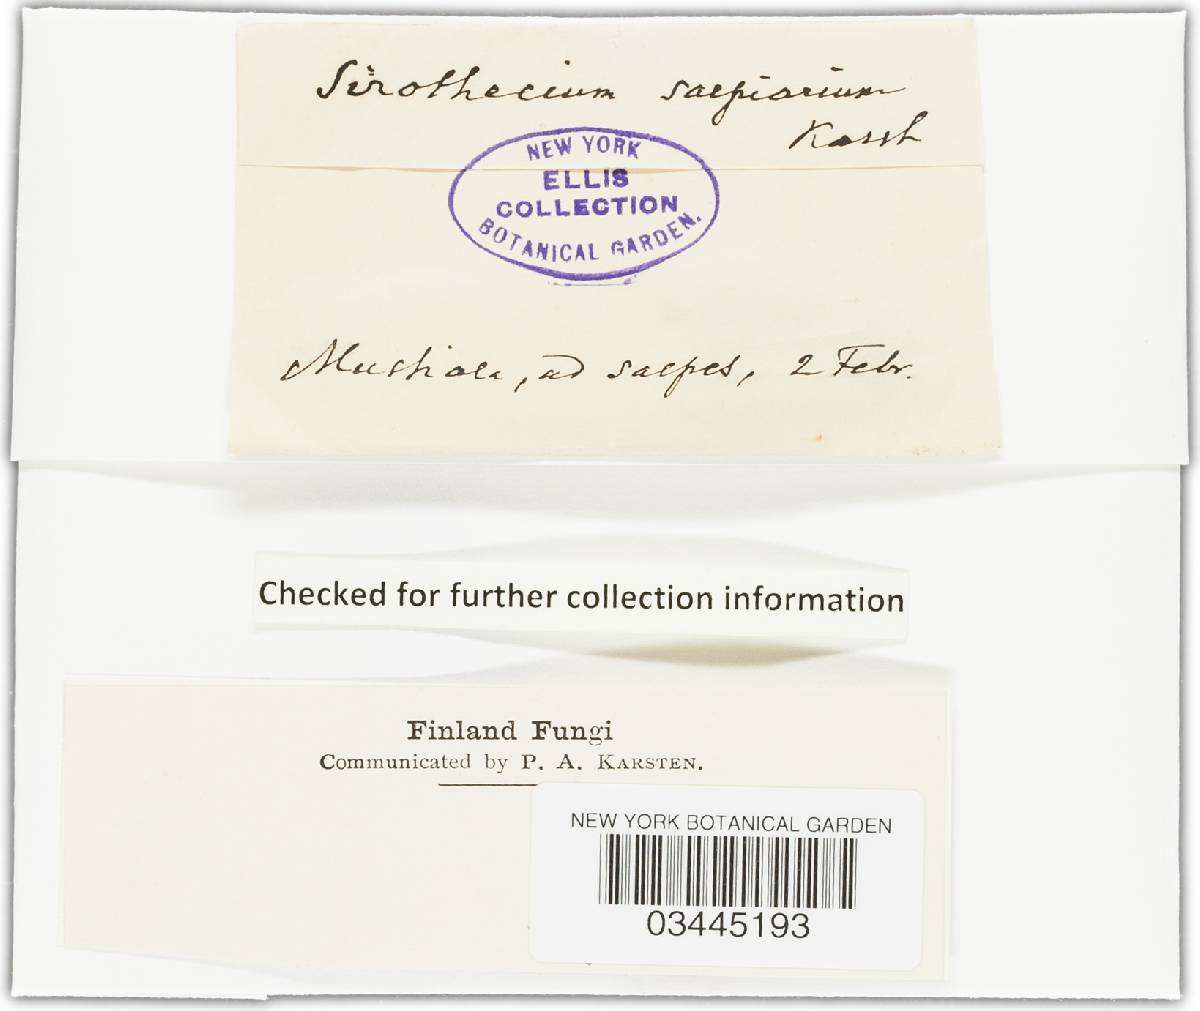 Sirothecium saepiarium
Karst
NEW YORK
ELLIS
COLLECTION
BOTANICAL GARDEN.
Mustiala, ad saepes, 2 Febr.
Checked for further collection information
Finland Fungi
Communicated by P. A. KARSTEN.
NEW YORK BOTANICAL GARDEN
03445193